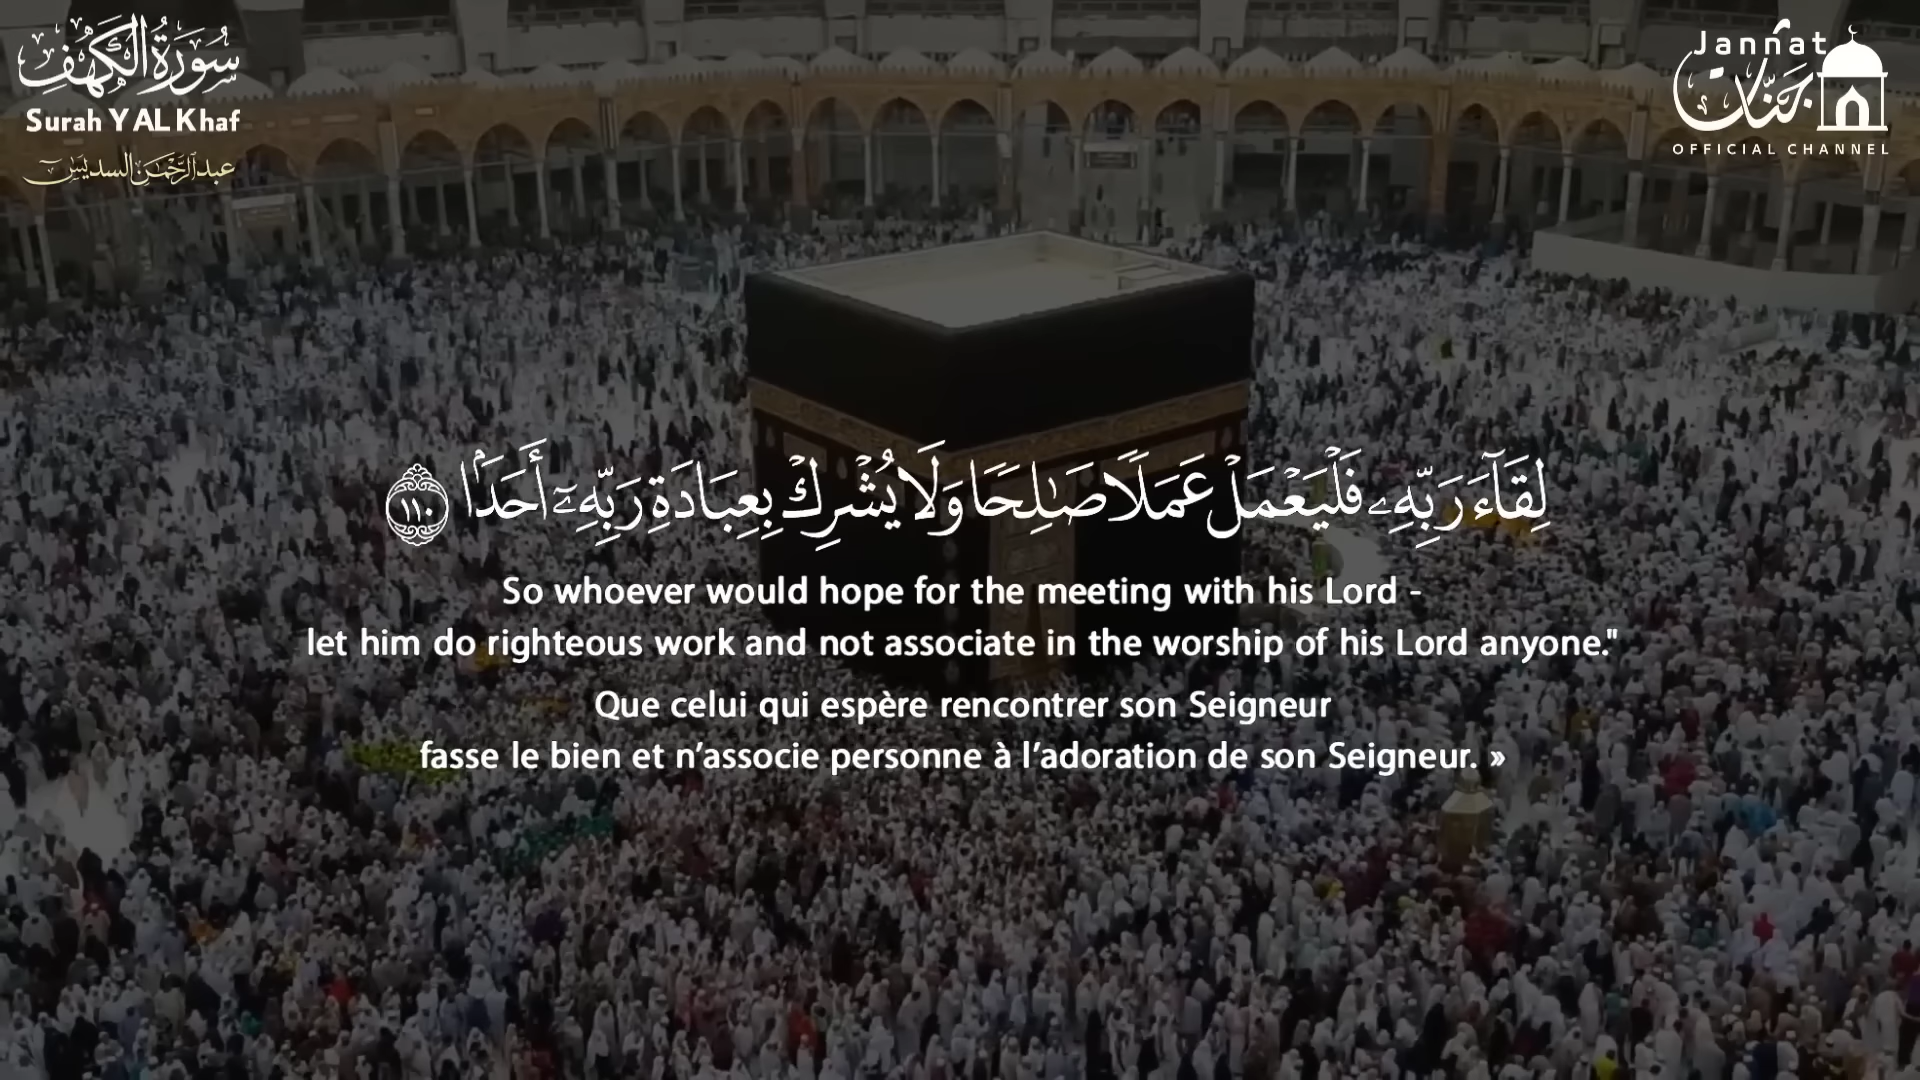 سُورَةُ الكَهْفِ
Surah Y AL Khaf
عبد الرحمن السديس
Jannat
جنات
OFFICIAL CHANNEL
لِقَآءَ رَبِّهِۦ فَلْيَعْمَلْ عَمَلًا صَـٰلِحًا وَلَا يُشْرِكْ بِعِبَادَةِ رَبِّهِۦٓ أَحَدًۢا ١١٠
So whoever would hope for the meeting with his Lord -
let him do righteous work and not associate in the worship of his Lord anyone."
Que celui qui espère rencontrer son Seigneur
fasse le bien et n’associe personne à l’adoration de son Seigneur. »